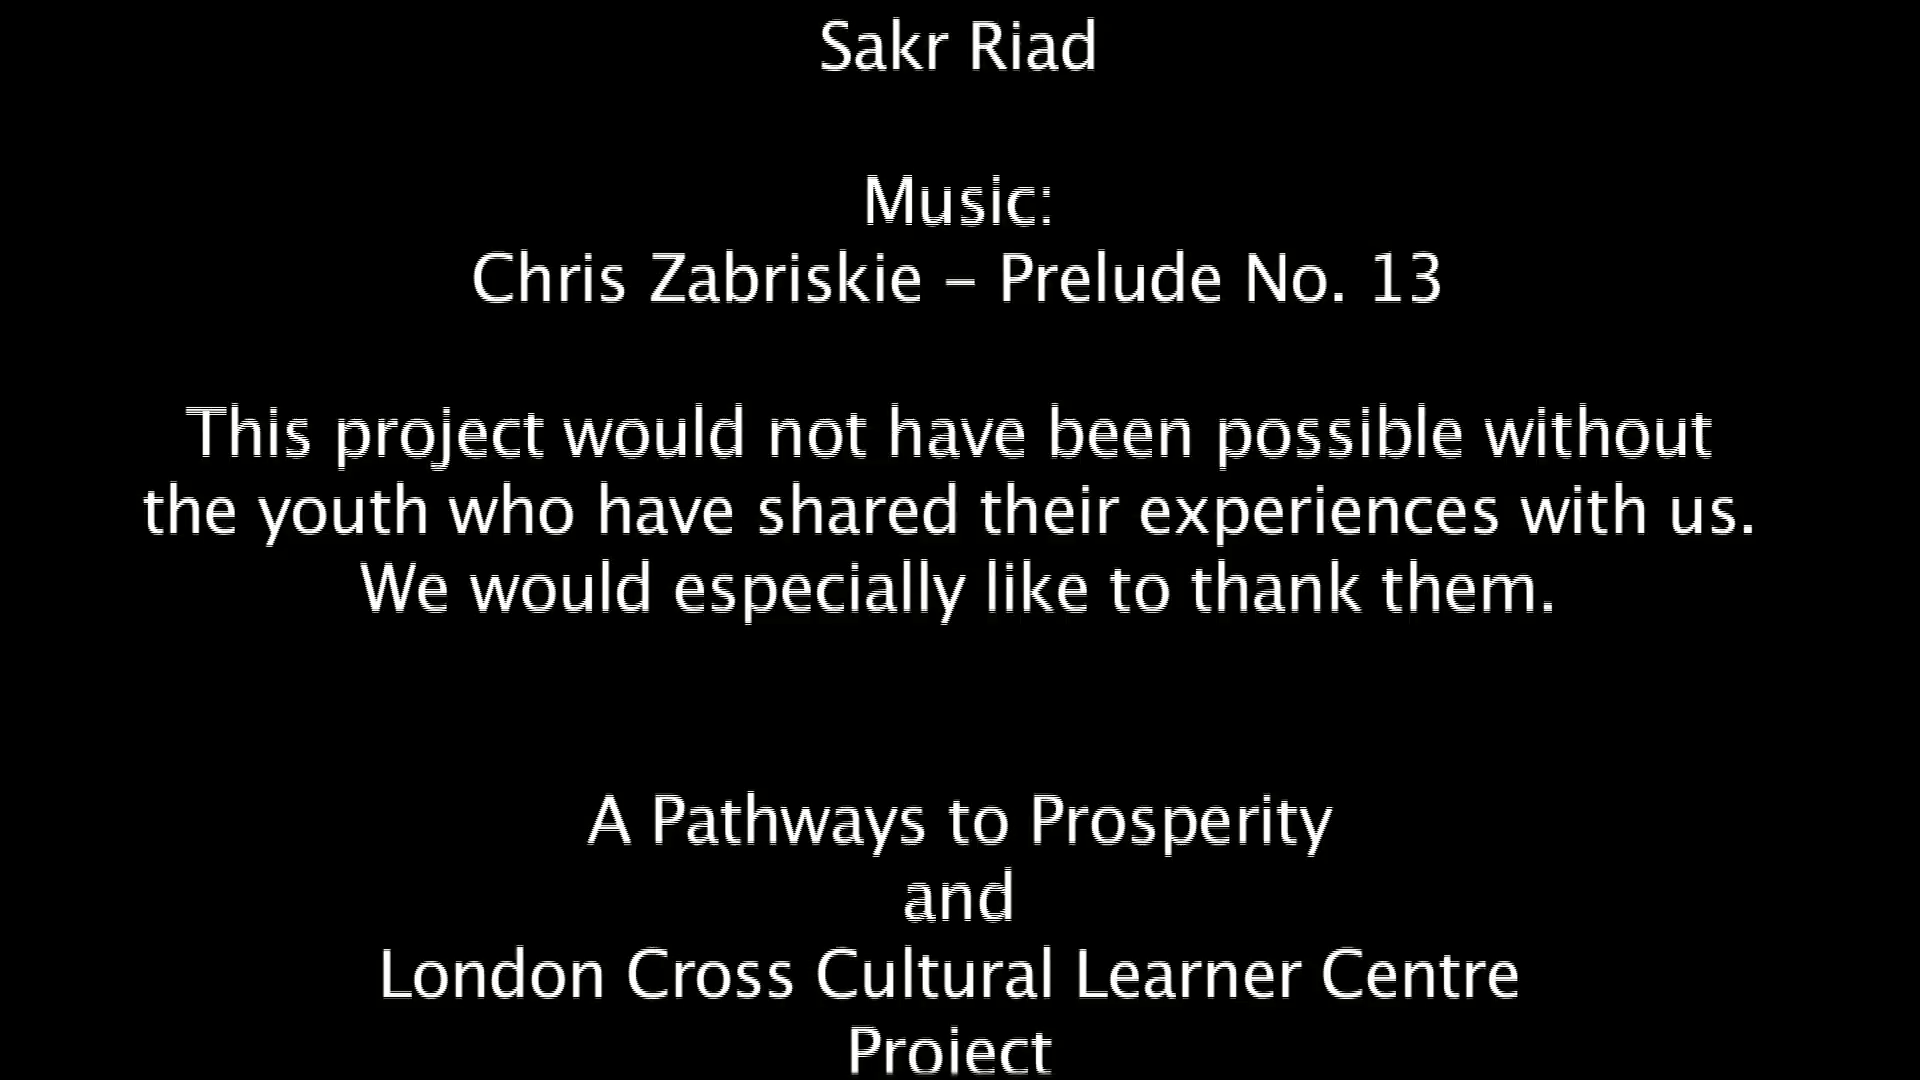 Sakr Riad
Music:
Chris Zabriskie - Prelude No. 13
This project would not have been possible without
the youth who have shared their experiences with us.
We would especially like to thank them.
A Pathways to Prosperity
and
London Cross Cultural Learner Centre
Project